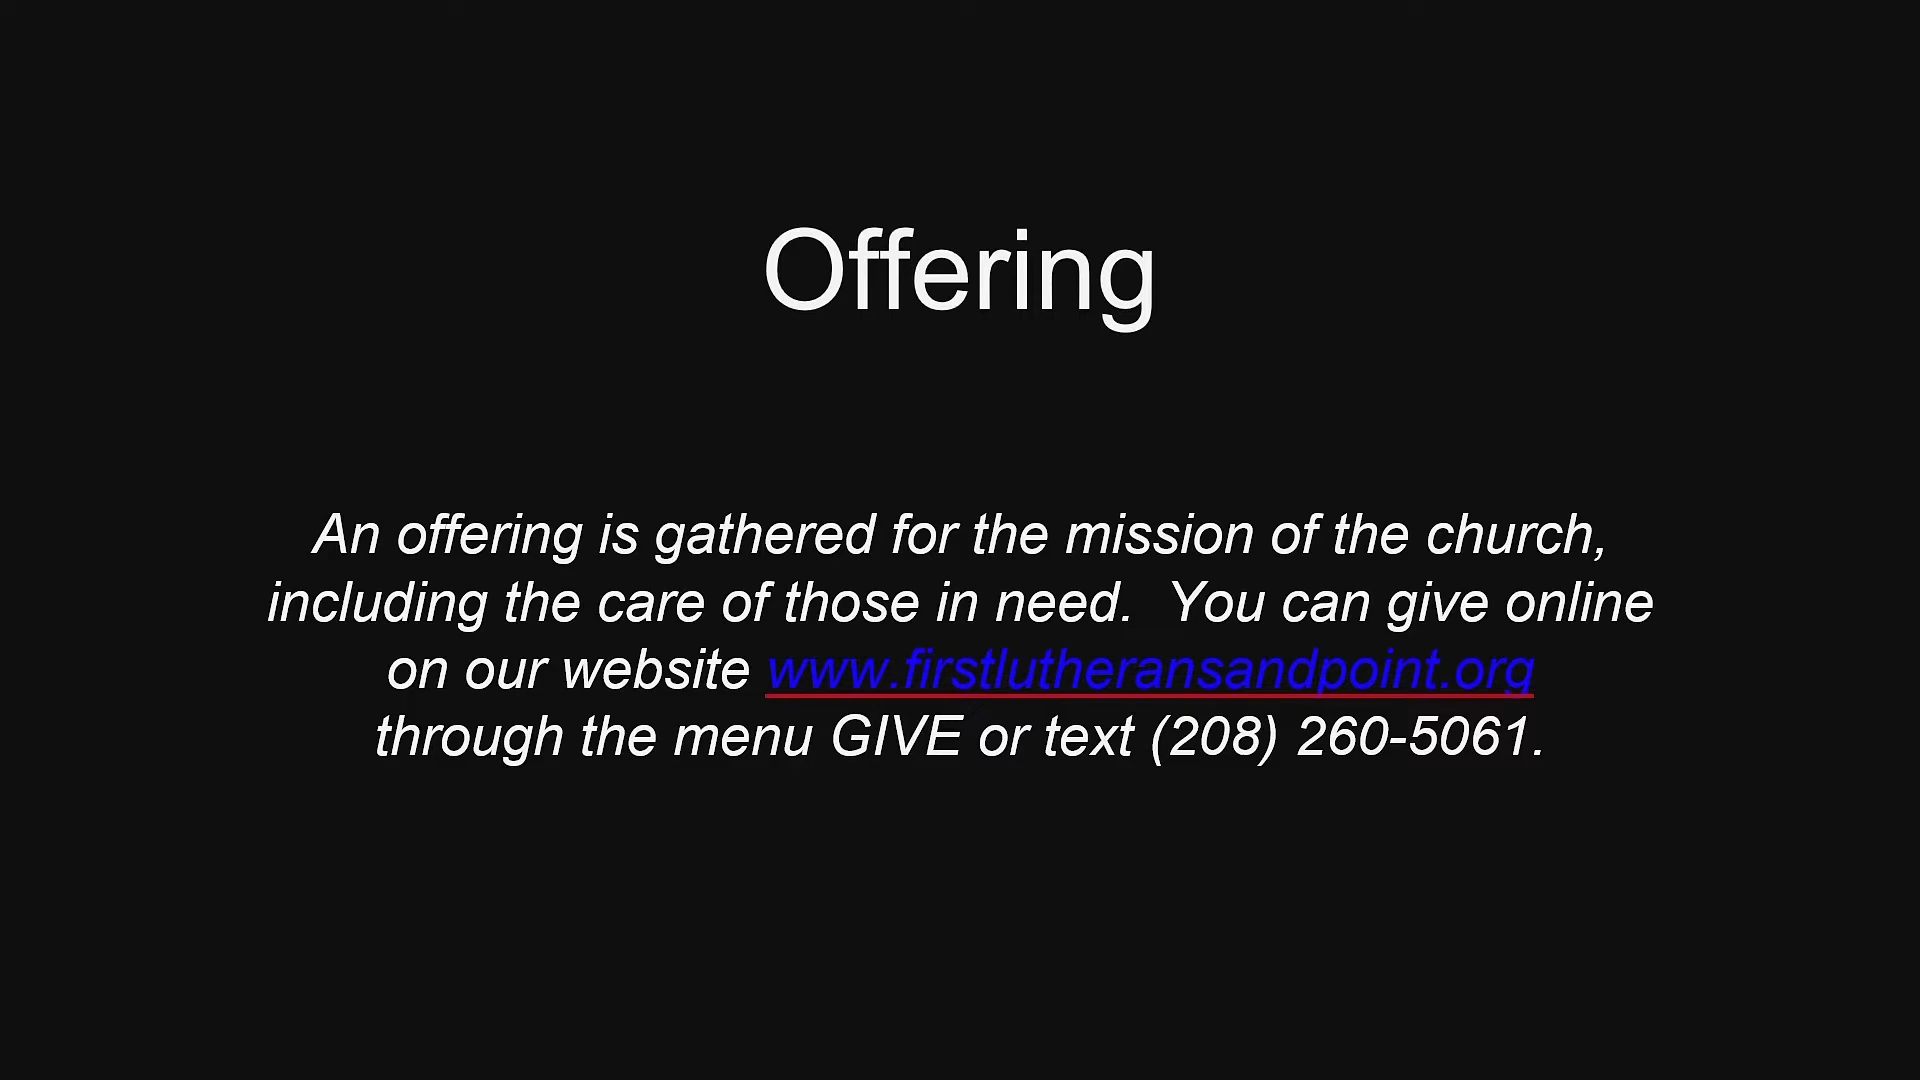 Offering
An offering is gathered for the mission of the church,
including the care of those in need.  You can give online
on our website www.firstlutheransandpoint.org
through the menu GIVE or text (208) 260-5061.